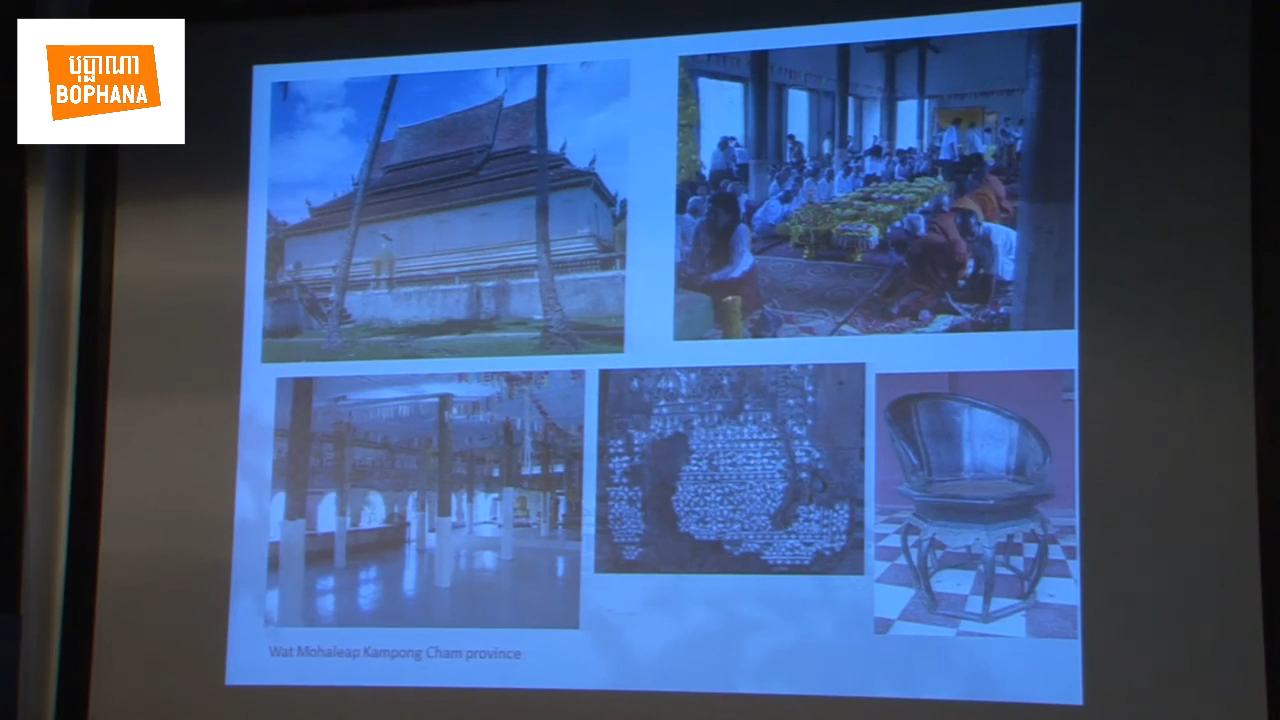 បុប្ផាណា
BOPHANA
Wat Mohaleap Kampong Cham province